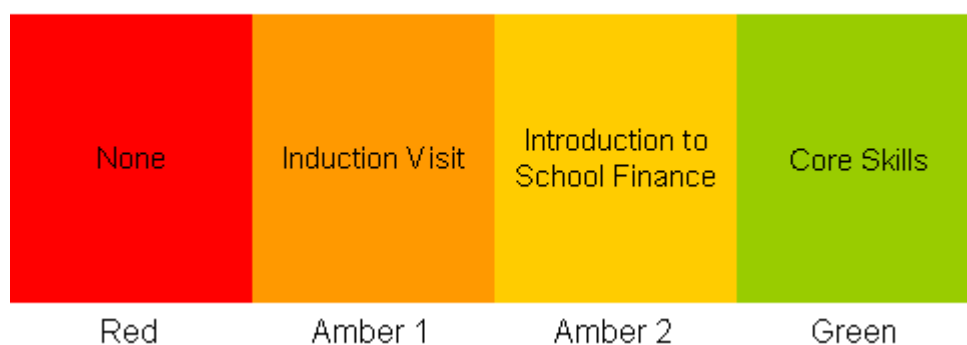 None
Induction Visit
Introduction to
School Finance
Core Skills
Red
Amber 1
Amber 2
Green